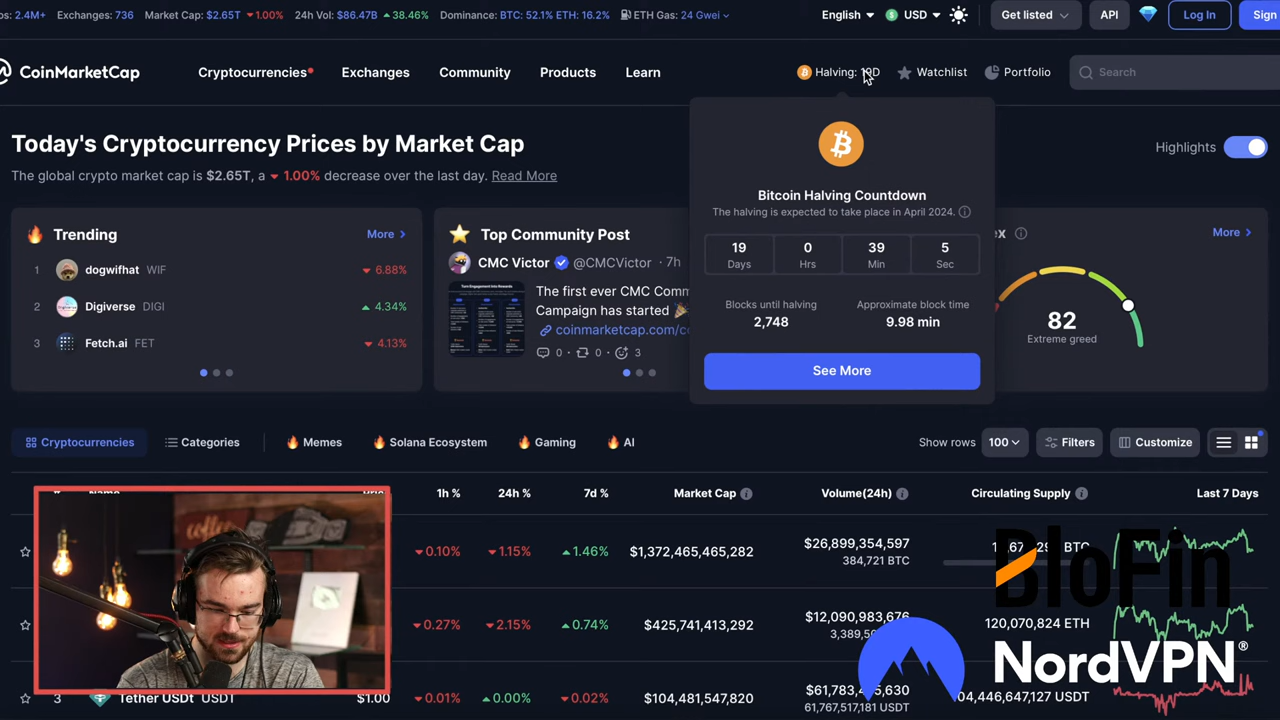 2.4M+ Exchanges: 736 Market Cap: $2.65T 1.00% 24h Vol: $86.47B 38.46% Dominance: BTC: 52.1% ETH: 16.2% ETH Gas: 24 Gwei English USD Get listed API Log In Sign
CoinMarketCap Cryptocurrencies Exchanges Community Products Learn Halving: 19D Watchlist Portfolio Search
Today's Cryptocurrency Prices by Market Cap
Highlights
The global crypto market cap is $2.65T, a 1.00% decrease over the last day. Read More
Trending More
1 dogwifhat WIF 6.88%
2 Digiverse DIGI 4.34%
3 Fetch.ai FET 4.13%
Top Community Post
CMC Victor @CMCVictor · 7h
The first ever CMC Comm
Campaign has started
coinmarketcap.com/co
0 0 3
Bitcoin Halving Countdown
The halving is expected to take place in April 2024.
19 0 39 5
Days Hrs Min Sec
Blocks until halving Approximate block time
2,748 9.98 min
See More
More
82
Extreme greed
Cryptocurrencies Categories Memes Solana Ecosystem Gaming AI Show rows 100 Filters Customize
1h % 24h % 7d % Market Cap Volume(24h) Circulating Supply Last 7 Days
0.10% 1.15% 1.46% $1,372,465,465,282 $26,899,354,597 BTC
384,721 BTC
0.27% 2.15% 0.74% $425,741,413,292 $12,090,983,676 120,070,824 ETH
3 Tether USDt USDT $1.00 0.01% 0.00% 0.02% $104,481,547,820
61,767,517,181 USDT
BloFin
NordVPN®
coffee